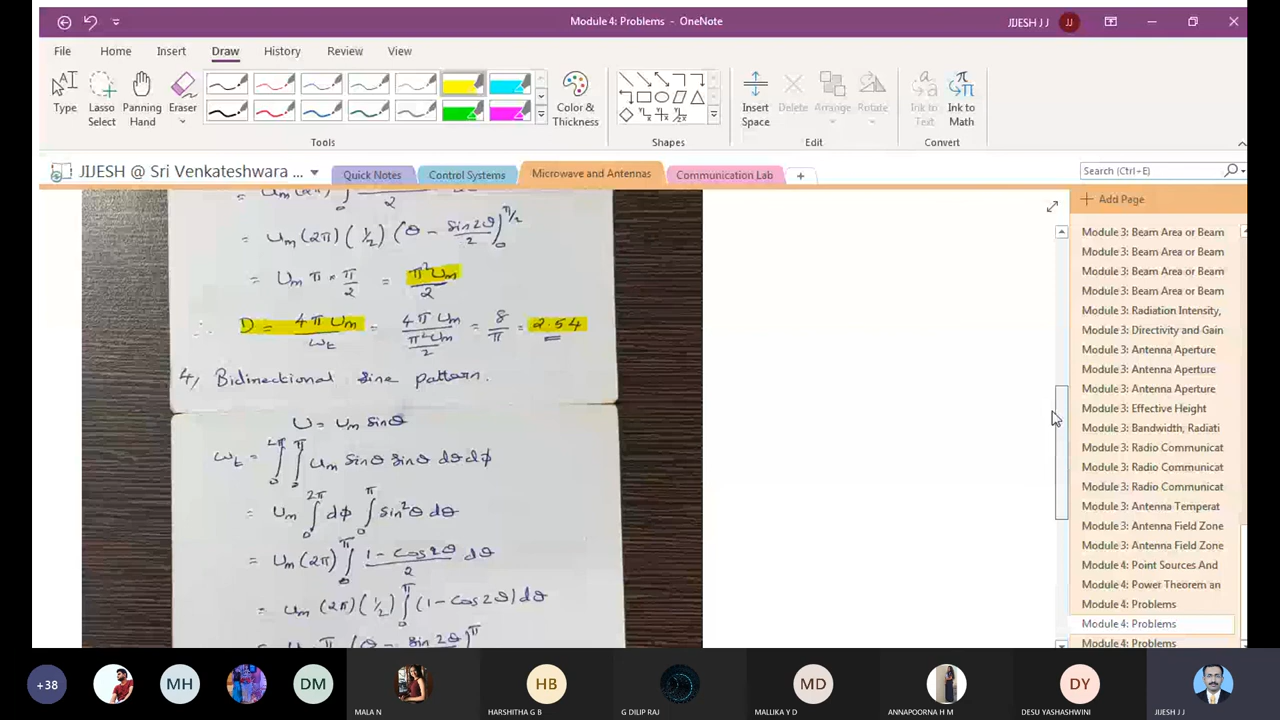 Module 4: Problems - OneNote
JIJESH J J
JJ
File
Home
Insert
Draw
History
Review
View
Type
Lasso Select
Panning Hand
Eraser
Color & Thickness
Insert Space
Delete
Arrange
Rotate
Ink to Text
Ink to Math
Tools
Shapes
Edit
Convert
JIJESH @ Sri Venkateshwara ...
Quick Notes
Control Systems
Microwave and Antennas
Communication Lab
+
Search (Ctrl+E)
= Um (2π) (1/2) (θ - sin2θ/2)₀^π/2
= Um π × π/2 = π²Um/2
∴ D = 4π Um/ωt = 4π Um/(π²Um/2) = 8/π = 2.54
4, Bidirectional sine pattern.
U = Um sinθ
ωt = ∫₀^2π ∫₀^π Um sinθ sinθ dθ dϕ
= Um ∫₀^2π dϕ ∫₀^π sin²θ dθ
= Um (2π) ∫₀^π (1 - cos2θ)/2 dθ
= Um (2π) (1/2) ∫₀^π (1 - cos2θ) dθ
Add Page
Module 3: Beam Area or Beam
Module 3: Beam Area or Beam
Module 3: Beam Area or Beam
Module 3: Beam Area or Beam
Module 3: Radiation Intensity,
Module 3: Directivity and Gain
Module 3: Antenna Aperture
Module 3: Antenna Aperture
Module 3: Antenna Aperture
Module 3: Effective Height
Module 3: Bandwidth, Radiati
Module 3: Radio Communicat
Module 3: Radio Communicat
Module 3: Radio Communicat
Module 3: Antenna Temperat
Module 3: Antenna Field Zone
Module 3: Antenna Field Zone
Module 4: Point Sources And
Module 4: Power Theorem an
Module 4: Problems
Module 4: Problems
Module 4: Problems
+38
MH
DM
HB
MD
DY
MALA N
HARSHITHA G B
G DILIP RAJ
MALLIKA Y D
ANNAPOORNA H M
DESU YASHASHWINI
JIJESH J J